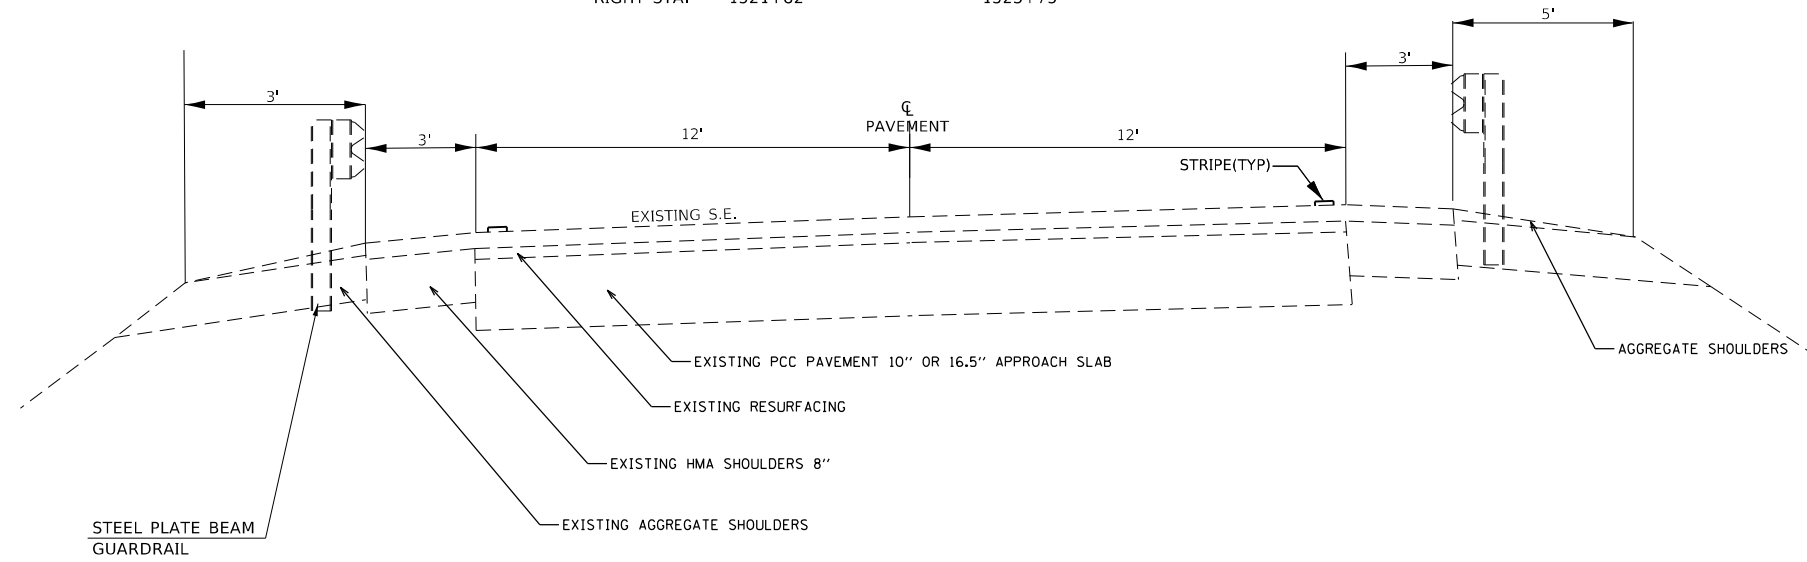 5'
3'
3'
℄
PAVEMENT
3'
12'
12'
STRIPE(TYP)
EXISTING S.E.
AGGREGATE SHOULDERS
EXISTING PCC PAVEMENT 10" OR 16.5" APPROACH SLAB
EXISTING RESURFACING
EXISTING HMA SHOULDERS 8"
EXISTING AGGREGATE SHOULDERS
STEEL PLATE BEAM
GUARDRAIL